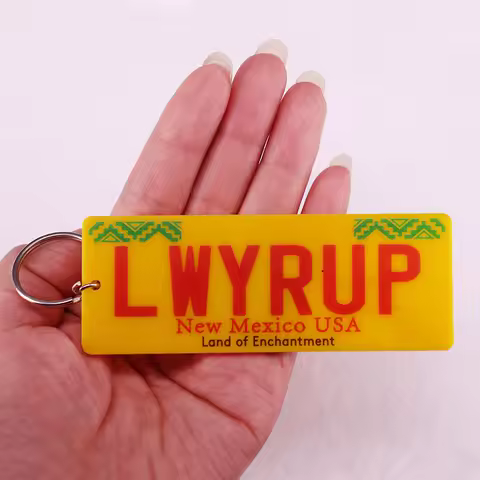 LWYRUP
New Mexico USA
Land of Enchantment